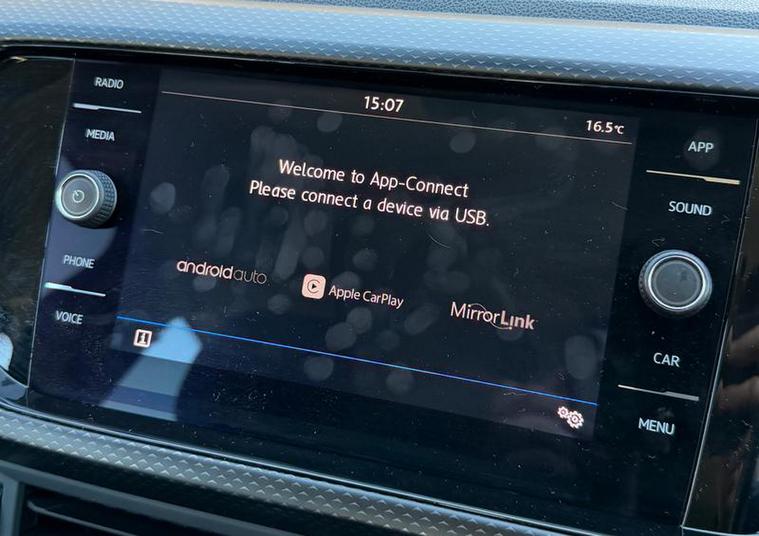 RADIO
MEDIA
PHONE
VOICE
15:07
16.5°C
Welcome to App-Connect
Please connect a device via USB.
androidauto
Apple CarPlay
MirrorLink
i
APP
SOUND
CAR
MENU